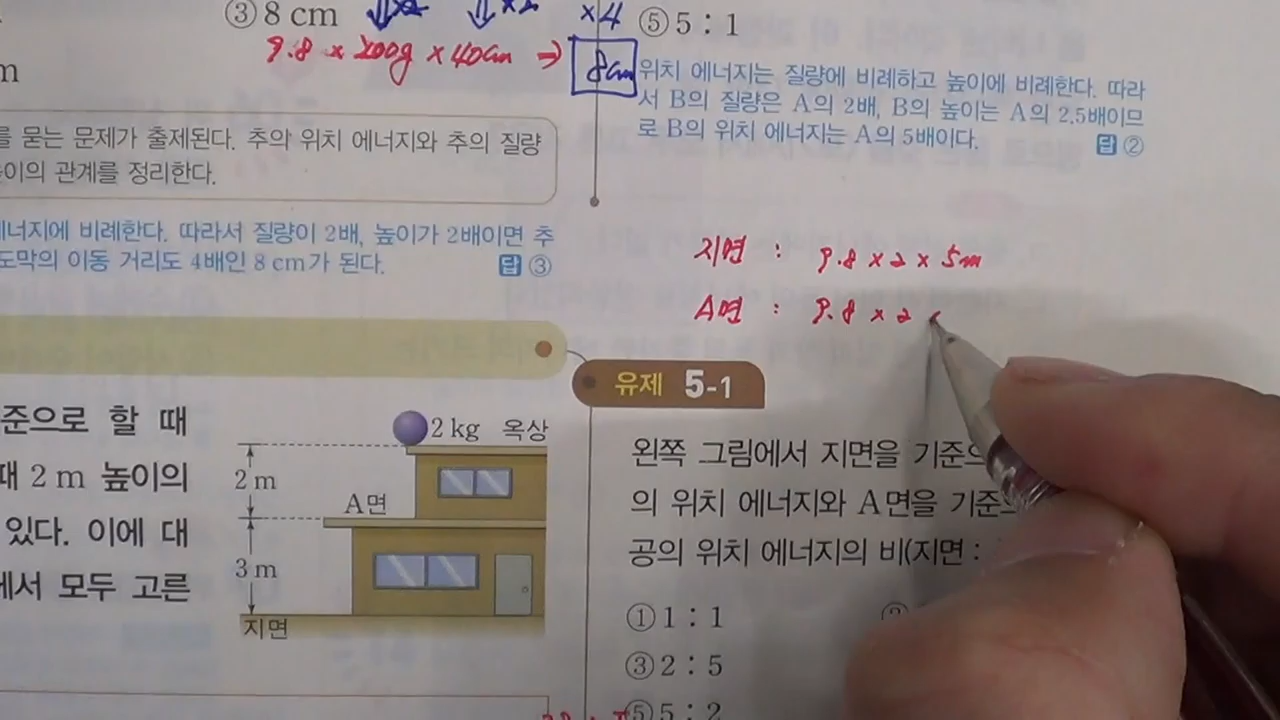 ③ 8 cm
×2
×2
×4
9.8 × 200g × 40cm ⇒ 8cm
m
를 묻는 문제가 출제된다. 추의 위치 에너지와 추의 질량
이의 관계를 정리한다.
에너지에 비례한다. 따라서 질량이 2배, 높이가 2배이면 추
도막의 이동 거리도 4배인 8 cm가 된다.
답 ③
⑤ 5 : 1
위치 에너지는 질량에 비례하고 높이에 비례한다. 따라
서 B의 질량은 A의 2배, B의 높이는 A의 2.5배이므
로 B의 위치 에너지는 A의 5배이다.
답 ②
지면 : 9.8 × 2 × 5m
A면 : 9.8 × 2
준으로 할 때
때 2 m 높이의
있다. 이에 대
에서 모두 고른
2 kg 옥상
2 m
A면
3 m
지면
유제 5-1
왼쪽 그림에서 지면을 기준으
의 위치 에너지와 A면을 기준으
공의 위치 에너지의 비(지면 :
① 1 : 1
②
③ 2 : 5
⑤ 5 : 2